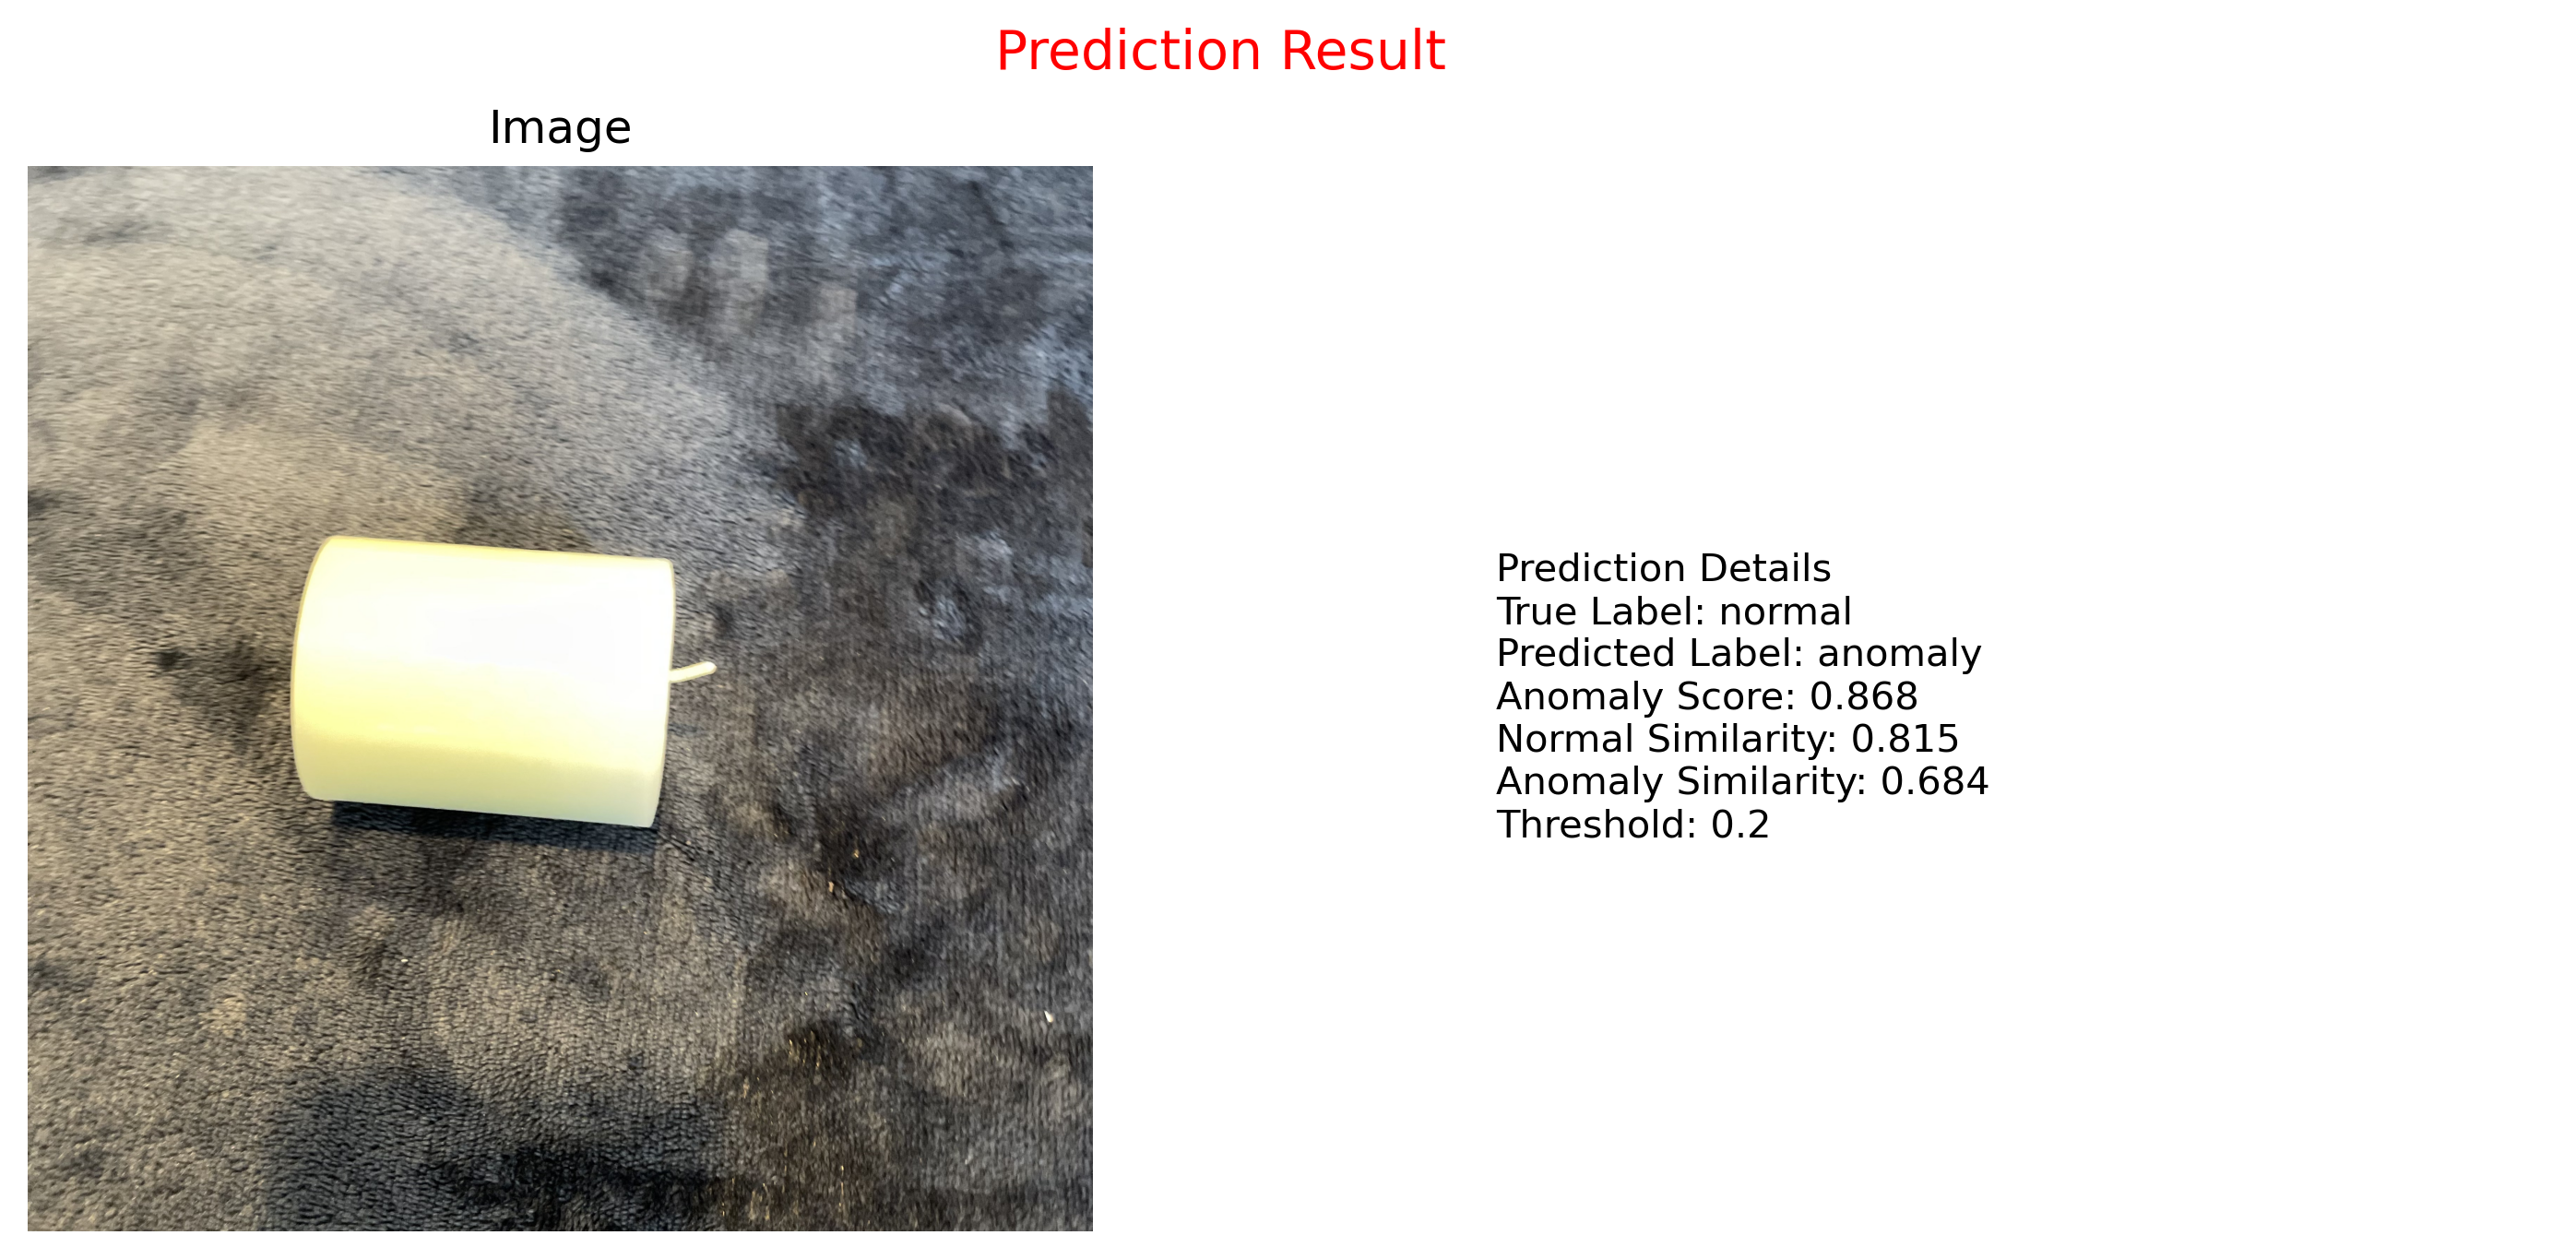 Prediction Result
Image
Prediction Details
True Label: normal
Predicted Label: anomaly
Anomaly Score: 0.868
Normal Similarity: 0.815
Anomaly Similarity: 0.684
Threshold: 0.2